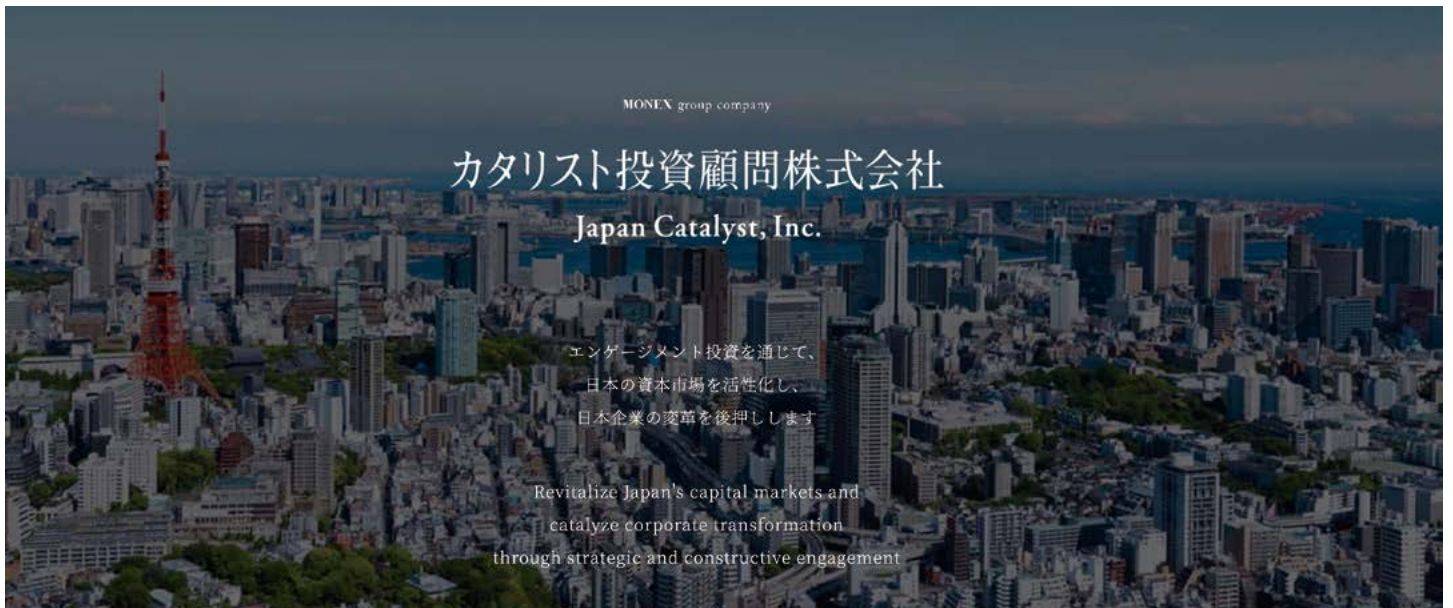 MONEX group company
カタリスト投資顧問株式会社
Japan Catalyst, Inc.
エンゲージメント投資を通じて、
日本の資本市場を活性化し、
日本企業の変革を後押しします
Revitalize Japan's capital markets and
catalyze corporate transformation
through strategic and constructive engagement